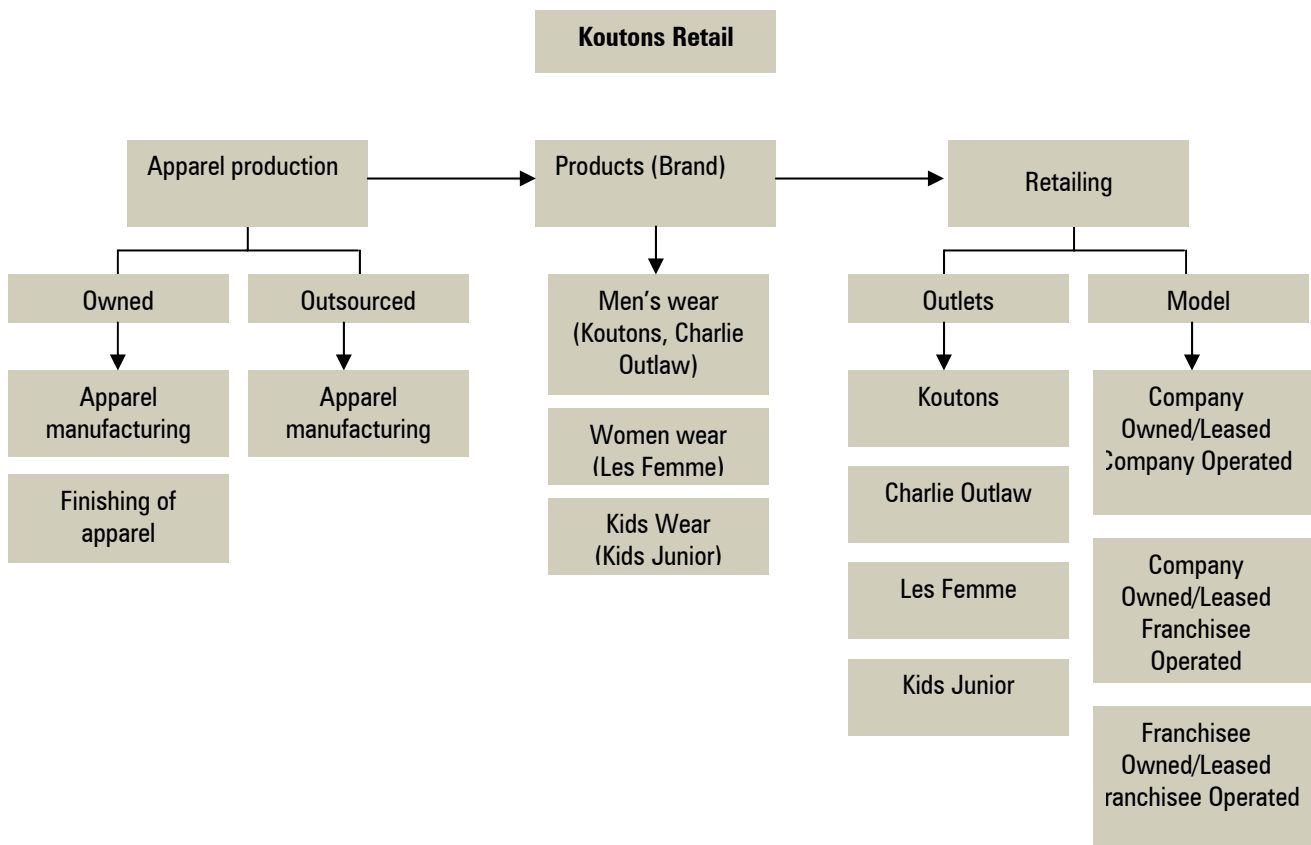 Koutons Retail
Apparel production
Products (Brand)
Retailing
Owned
Outsourced
Men's wear
(Koutons, Charlie
Outlaw)
Outlets
Model
Apparel
manufacturing
Apparel
manufacturing
Women wear
(Les Femme)
Koutons
Company
Owned/Leased
Company Operated
Finishing of
apparel
Kids Wear
(Kids Junior)
Charlie Outlaw
Company
Owned/Leased
Franchisee
Operated
Les Femme
Kids Junior
Franchisee
Owned/Leased
ranchisee Operated